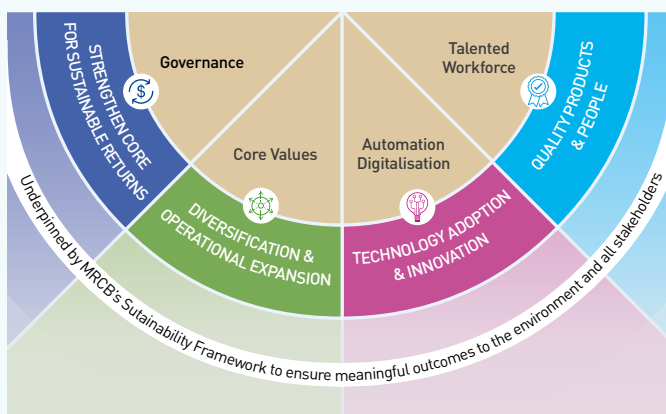 Governance
Talented
Workforce
Core Values
Automation
Digitalisation
STRENGTHEN CORE
FOR SUSTAINABLE RETURNS
$
DIVERSIFICATION &
OPERATIONAL EXPANSION
TECHNOLOGY ADOPTION
& INNOVATION
QUALITY PRODUCTS
& PEOPLE
Underpinned by MRCB's Sutainability Framework to ensure meaningful outcomes to the environment and all stakeholders